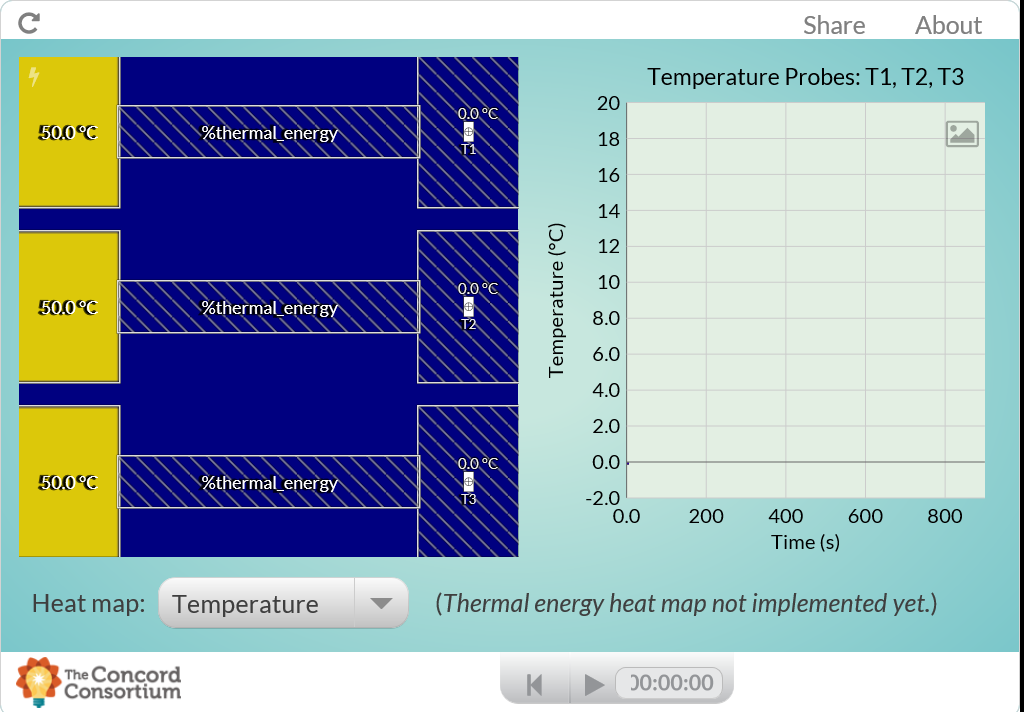 Share About
Temperature Probes: T1, T2, T3
50.0 °C %thermal_energy 0.0 °C
T1
50.0 °C %thermal_energy 0.0 °C
T2
50.0 °C %thermal_energy 0.0 °C
T3
Temperature (°C)
20
18
16
14
12
10
8.0
6.0
4.0
2.0
0.0
-2.0
0.0 200 400 600 800
Time (s)
Heat map: Temperature (Thermal energy heat map not implemented yet.)
The Concord
Consortium
00:00:00